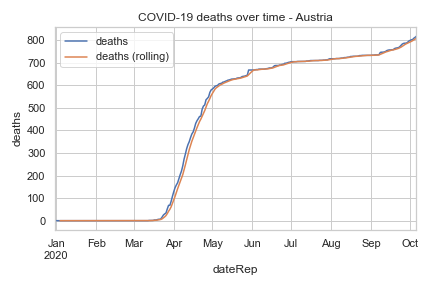 COVID-19 deaths over time - Austria
deaths
deaths (rolling)
800
700
600
500
400
300
200
100
0
deaths
Jan Feb Mar Apr May Jun Jul Aug Sep Oct
2020
dateRep